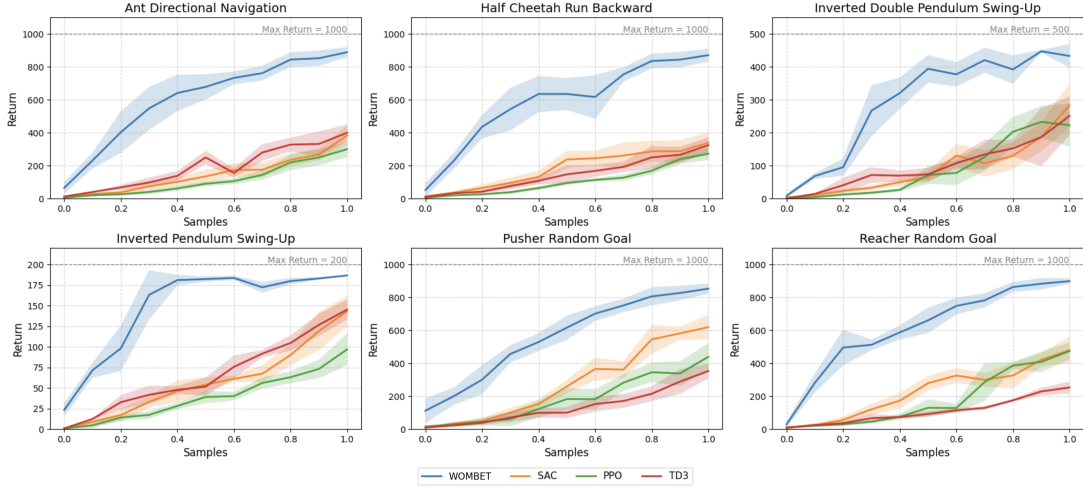 Ant Directional Navigation
Max Return = 1000
1000
800
600
400
200
0
Return
0.0 0.2 0.4 0.6 0.8 1.0
Samples
Half Cheetah Run Backward
Max Return = 1000
1000
800
600
400
200
0
Return
0.0 0.2 0.4 0.6 0.8 1.0
Samples
Inverted Double Pendulum Swing-Up
Max Return = 500
500
400
300
200
100
0
Return
0.0 0.2 0.4 0.6 0.8 1.0
Samples
Inverted Pendulum Swing-Up
Max Return = 200
200
175
150
125
100
75
50
25
0
Return
0.0 0.2 0.4 0.6 0.8 1.0
Samples
Pusher Random Goal
Max Return = 1000
1000
800
600
400
200
0
Return
0.0 0.2 0.4 0.6 0.8 1.0
Samples
Reacher Random Goal
Max Return = 1000
1000
800
600
400
200
0
Return
0.0 0.2 0.4 0.6 0.8 1.0
Samples
WOMBET SAC PPO TD3